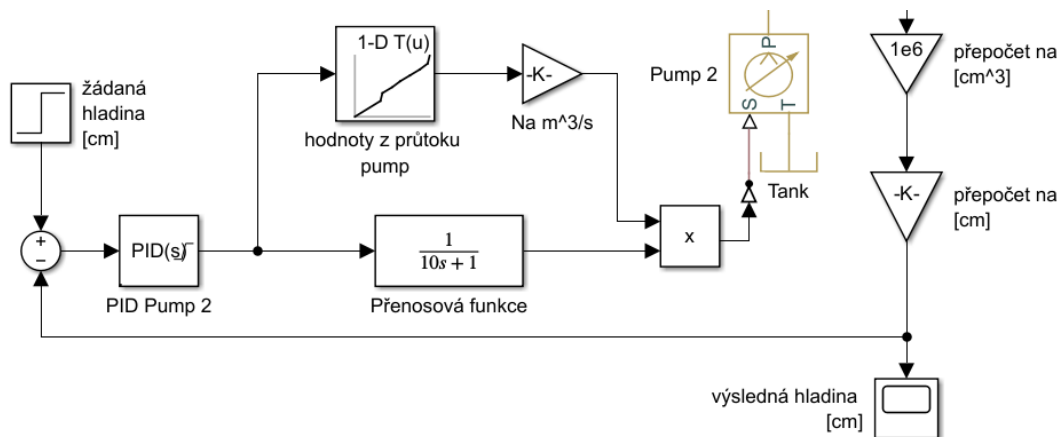 žádaná
hladina
[cm]
+
−
PID(s)
PID Pump 2
1-D T(u)
hodnoty z průtoku
pump
-K-
Na m^3/s
1
10s + 1
Přenosová funkce
x
Pump 2
P
S
T
Tank
1e6
přepočet na
[cm^3]
-K-
přepočet na
[cm]
výsledná hladina
[cm]